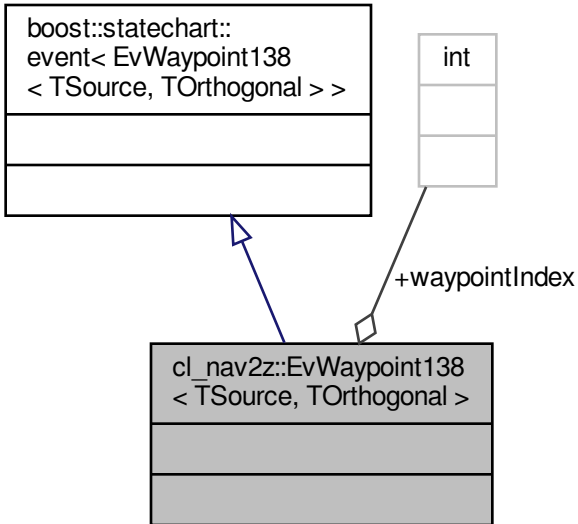 boost::statechart::
event< EvWaypoint138
< TSource, TOrthogonal > >
int
+waypointIndex
cl_nav2z::EvWaypoint138
< TSource, TOrthogonal >